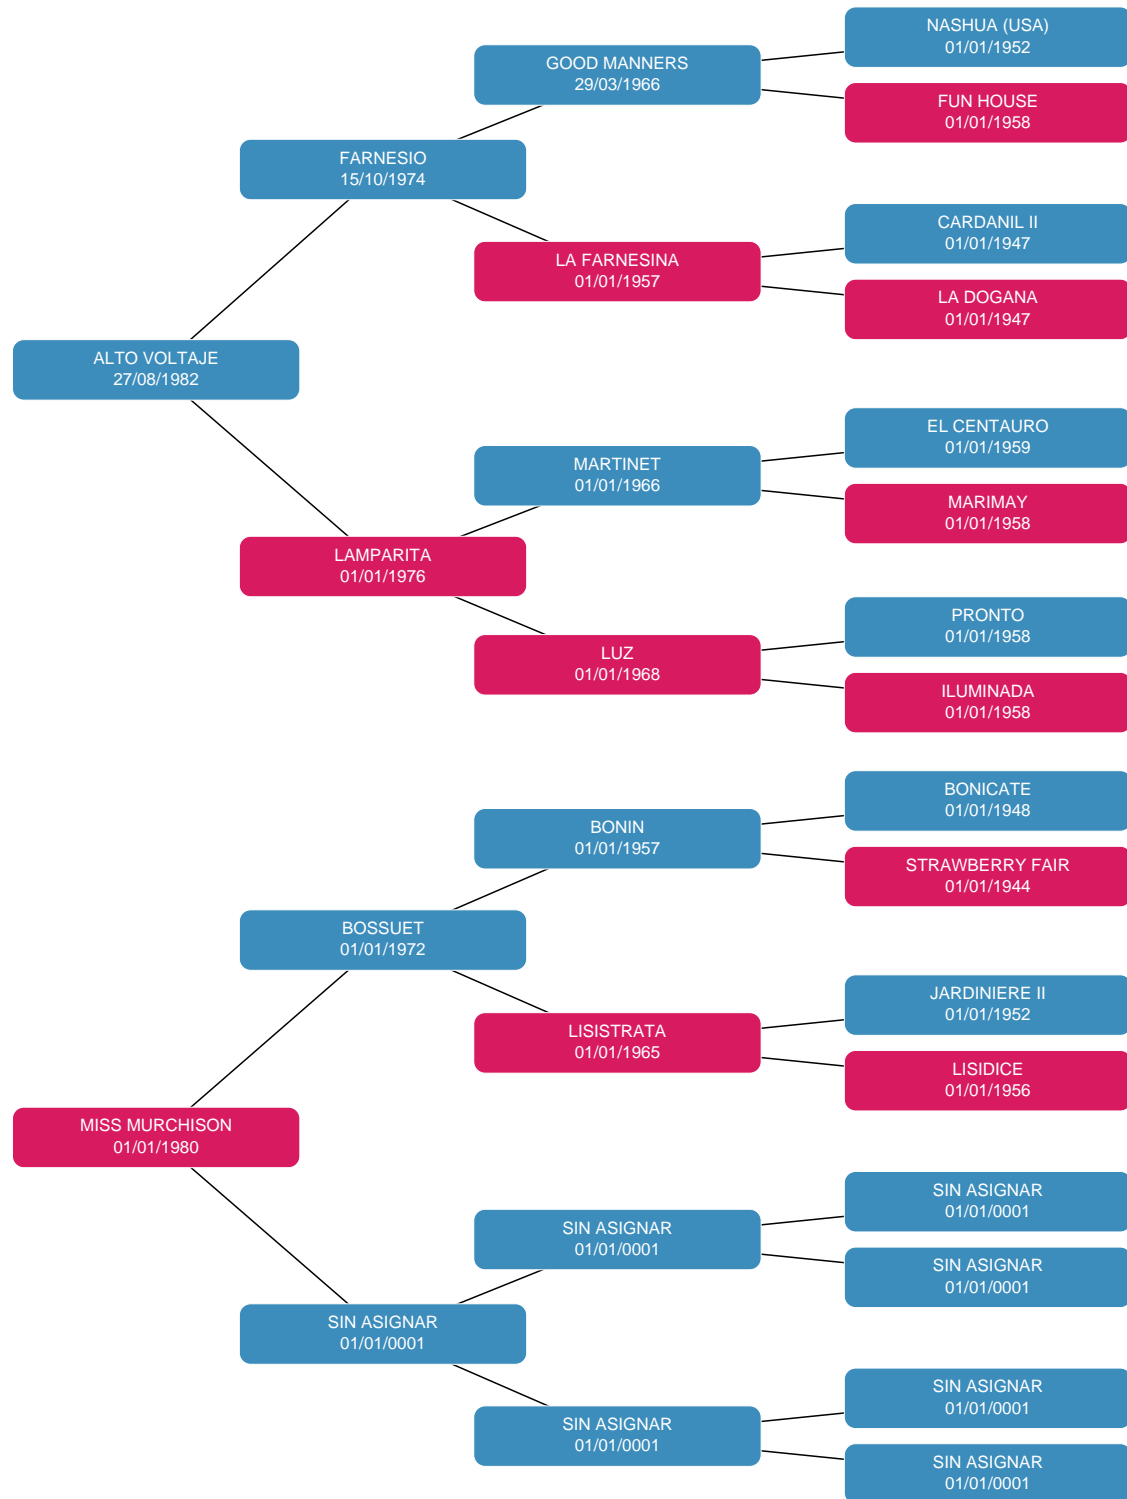 NASHUA (USA)
01/01/1952
GOOD MANNERS
29/03/1966
FUN HOUSE
01/01/1958
FARNESIO
15/10/1974
CARDANIL II
01/01/1947
LA FARNESINA
01/01/1957
LA DOGANA
01/01/1947
ALTO VOLTAJE
27/08/1982
EL CENTAURO
01/01/1959
MARTINET
01/01/1966
MARIMAY
01/01/1958
LAMPARITA
01/01/1976
PRONTO
01/01/1958
LUZ
01/01/1968
ILUMINADA
01/01/1958
BONICATE
01/01/1948
BONIN
01/01/1957
STRAWBERRY FAIR
01/01/1944
BOSSUET
01/01/1972
JARDINIERE II
01/01/1952
LISISTRATA
01/01/1965
LISIDICE
01/01/1956
MISS MURCHISON
01/01/1980
SIN ASIGNAR
01/01/0001
SIN ASIGNAR
01/01/0001
SIN ASIGNAR
01/01/0001
SIN ASIGNAR
01/01/0001
SIN ASIGNAR
01/01/0001
SIN ASIGNAR
01/01/0001
SIN ASIGNAR
01/01/0001